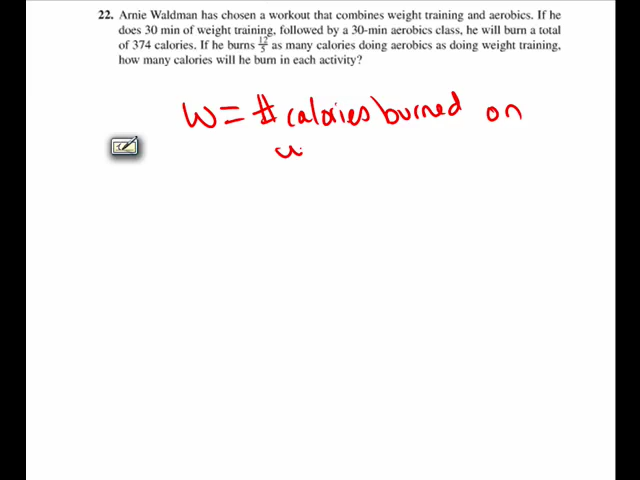 22. Arnie Waldman has chosen a workout that combines weight training and aerobics. If he
does 30 min of weight training, followed by a 30-min aerobics class, he will burn a total
of 374 calories. If he burns 12/5 as many calories doing aerobics as doing weight training,
how many calories will he burn in each activity?
W = # calories burned on